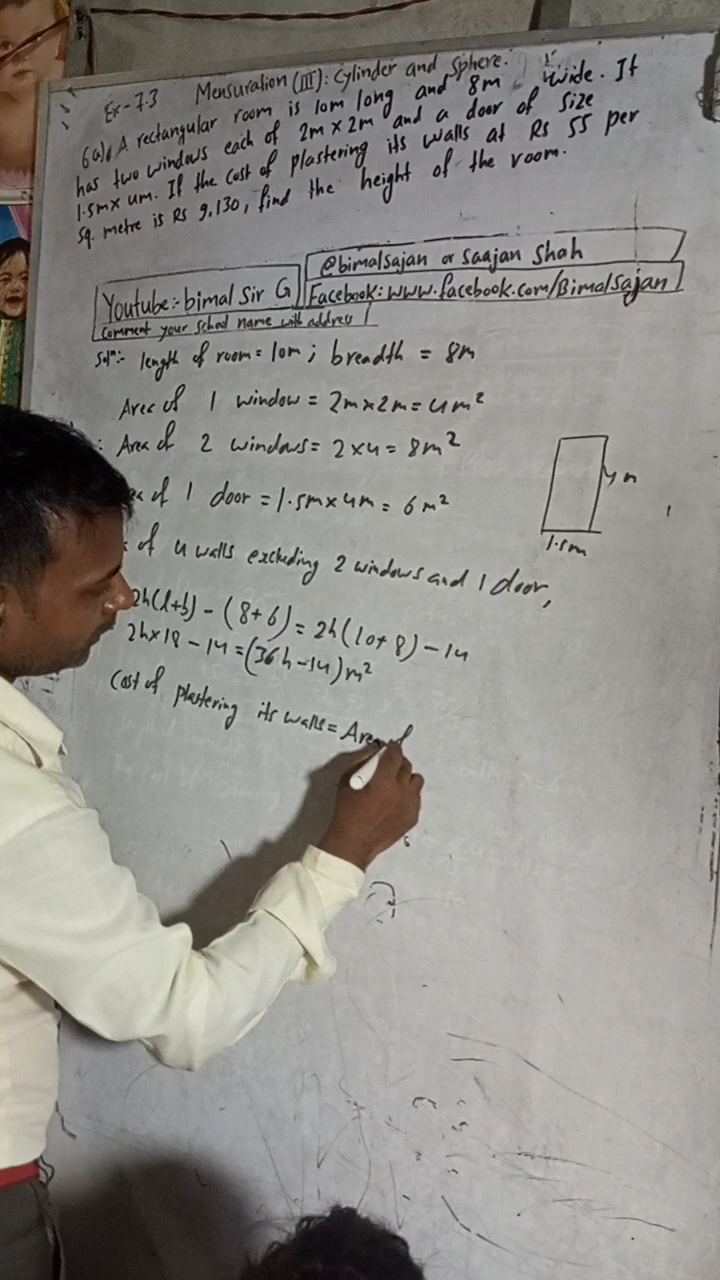 Ex-7.3 Mensuration (III): Cylinder and Sphere.
6a). A rectangular room is 10m long and 8m wide. It
has two windows each of 2m×2m and a door of size
1.5m×4m. If the cost of plastering its walls at Rs 55 per
sq. metre is Rs 9,130, find the height of the room.
@bimalsajan or Saajan Shah
Youtube:- bimal Sir G
Facebook: www.facebook.com/Bimalsajan
Comment your school name with address
Solⁿ:- length of room = 10m ; breadth = 8m
Area of 1 window = 2m×2m = 4m²
: Area of 2 windows = 2×4 = 8m²
of 1 door = 1.5m×4m = 6m²
4m
1.5m
of 4 walls excluding 2 windows and 1 door,
2h(l+b) - (8+6) = 2h(10+8) - 14
2h×18 - 14 = (36h-14)m²
Cost of plastering its walls = Area of